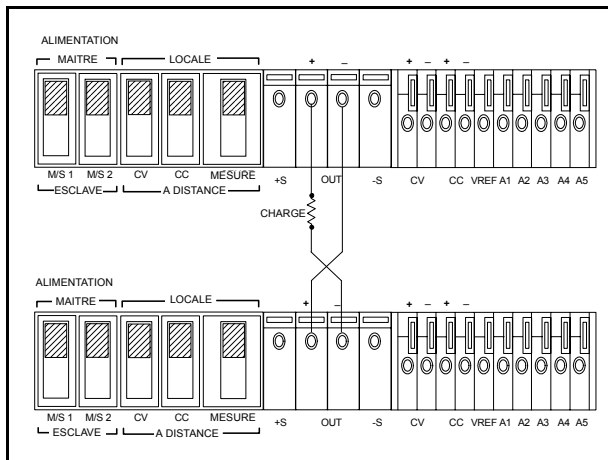 ALIMENTATION
MAITRE LOCALE + – + – + –
M/S 1 M/S 2 CV CC MESURE +S OUT -S CV CC VREF A1 A2 A3 A4 A5
ESCLAVE A DISTANCE
CHARGE
ALIMENTATION
MAITRE LOCALE + – + – + –
M/S 1 M/S 2 CV CC MESURE +S OUT -S CV CC VREF A1 A2 A3 A4 A5
ESCLAVE A DISTANCE